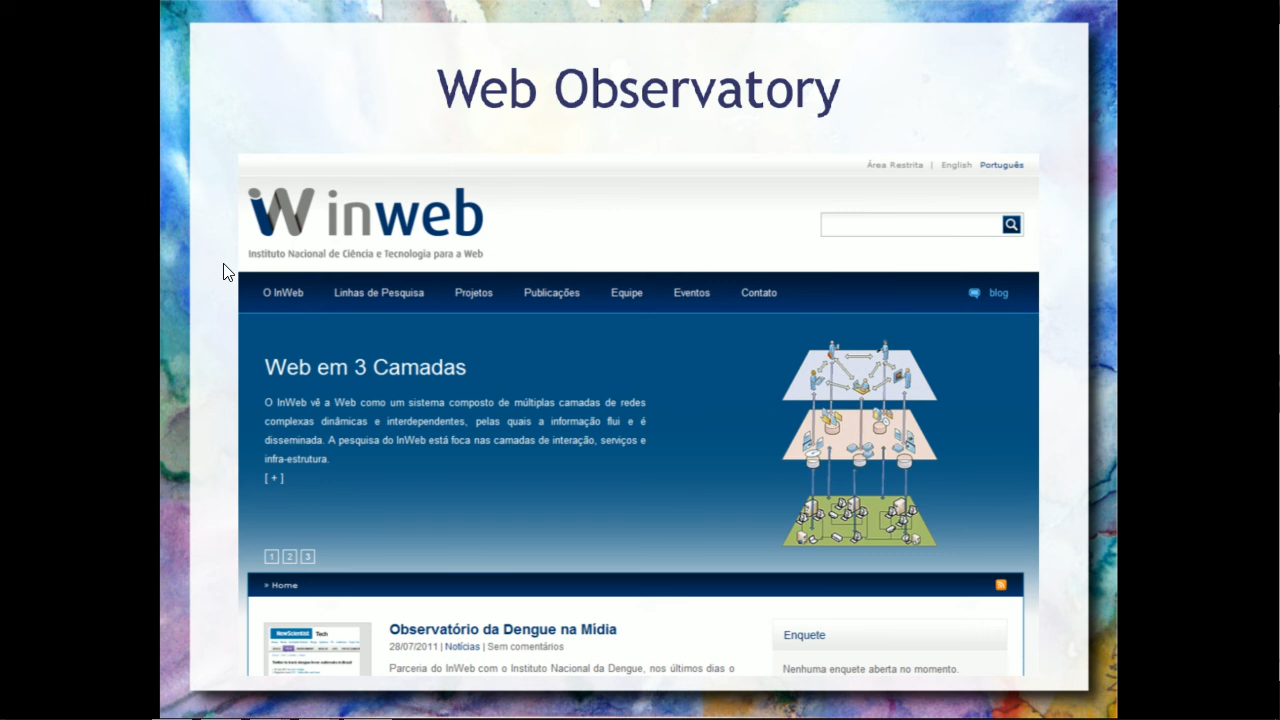 Web Observatory
Área Restrita | English Português
inweb
Instituto Nacional de Ciência e Tecnologia para a Web
O InWeb Linhas de Pesquisa Projetos Publicações Equipe Eventos Contato blog
Web em 3 Camadas
O InWeb vê a Web como um sistema composto de múltiplas camadas de redes
complexas dinâmicas e interdependentes, pelas quais a informação flui e é
disseminada. A pesquisa do InWeb está foca nas camadas de interação, serviços e
infra-estrutura.
[ + ]
1 2 3
» Home
NewScientist Tech
Observatório da Dengue na Mídia
28/07/2011 | Notícias | Sem comentários
Parceria do InWeb com o Instituto Nacional da Dengue, nos últimos dias o
Enquete
Nenhuma enquete aberta no momento.